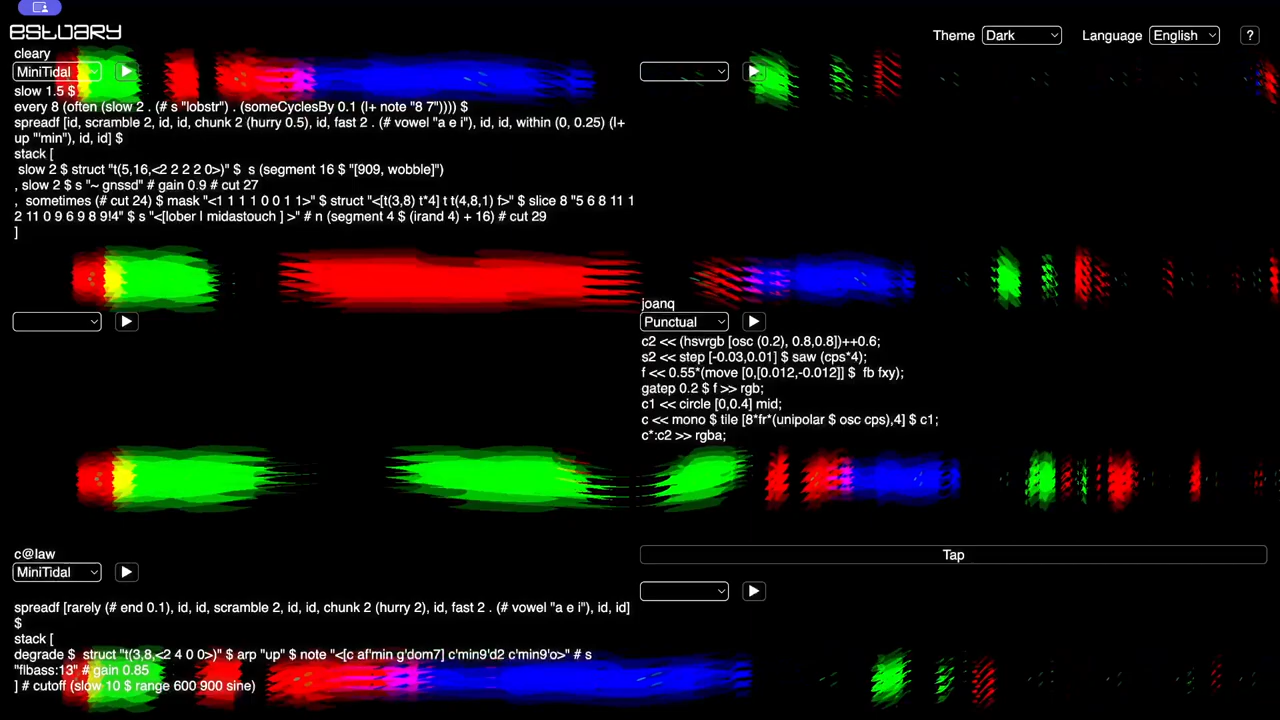 estuary
Theme Dark Language English ?
cleary
MiniTidal
slow 1.5 $
every 8 (often (slow 2 . (# s "lobstr") . (someCyclesBy 0.1 (|+ note "8 7")))) $
spreadf [id, scramble 2, id, id, chunk 2 (hurry 0.5), id, fast 2 . (# vowel "a e i"), id, id, within (0, 0.25) (|+
up "'min"), id, id] $
stack [
slow 2 $ struct "t(5,16,<2 2 2 2 0>)" $ s (segment 16 $ "[909, wobble]")
, slow 2 $ s "~ gnssd" # gain 0.9 # cut 27
, sometimes (# cut 24) $ mask "<1 1 1 1 0 0 1 1>" $ struct "<[t(3,8) t*4] t t(4,8,1) f>" $ slice 8 "5 6 8 11 1
2 11 0 9 6 9 8 9!4" $ s "<[lober | midastouch ] >" # n (segment 4 $ (irand 4) + 16) # cut 29
]
joanq
Punctual
c2 << (hsvrgb [osc (0.2), 0.8,0.8])++0.6;
s2 << step [-0.03,0.01] $ saw (cps*4);
f << 0.55*(move [0,[0.012,-0.012]] $ fb fxy);
gatep 0.2 $ f >> rgb;
c1 << circle [0,0.4] mid;
c << mono $ tile [8*fr*(unipolar $ osc cps),4] $ c1;
c*:c2 >> rgba;
c@law
MiniTidal
spreadf [rarely (# end 0.1), id, id, scramble 2, id, id, chunk 2 (hurry 2), id, fast 2 . (# vowel "a e i"), id, id]
$
stack [
degrade $ struct "t(3,8,<2 4 0 0>)" $ arp "up" $ note "<[c af'min g'dom7] c'min9'd2 c'min9'o>" # s
"flbass:13" # gain 0.85
] # cutoff (slow 10 $ range 600 900 sine)
Tap